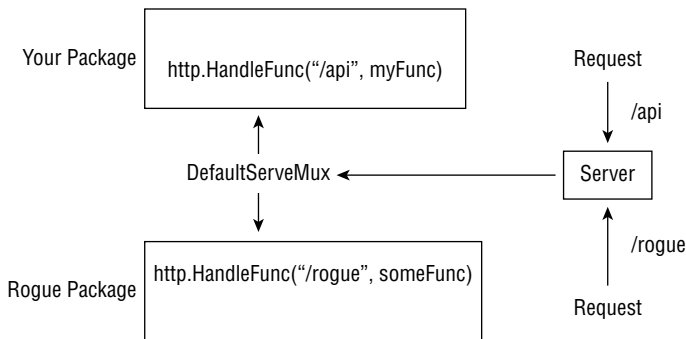 Your Package
http.HandleFunc(“/api”, myFunc)
Request
/api
DefaultServeMux
Server
Rogue Package
http.HandleFunc(“/rogue”, someFunc)
/rogue
Request